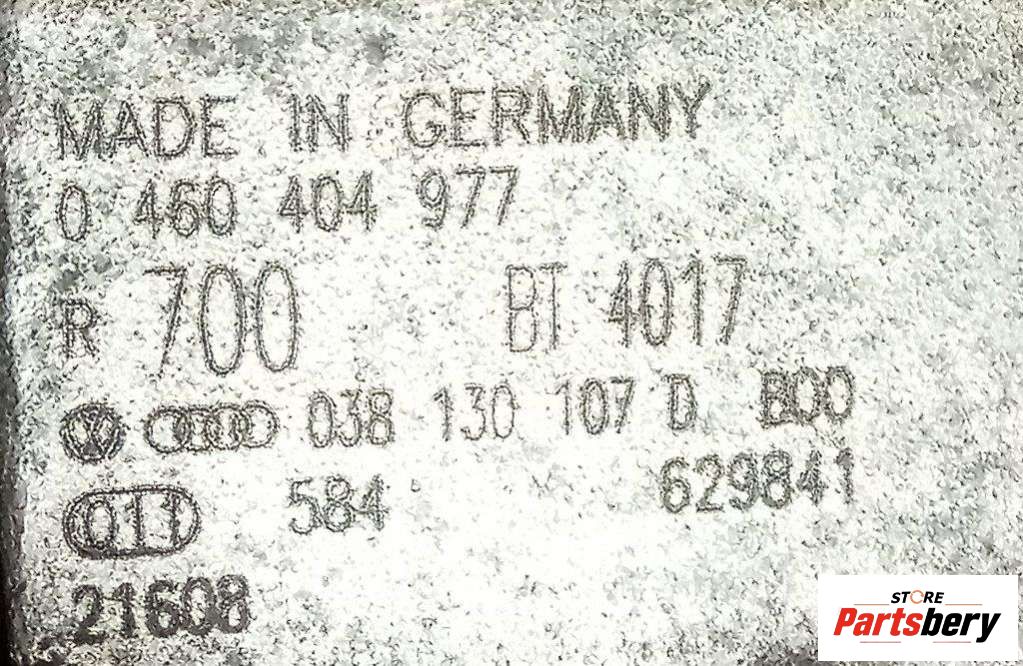 MADE IN GERMANY
0 460 404 977
R 700 BT 4017
038 130 107 D B00
011 584 629841
21608
STORE
Partsbery